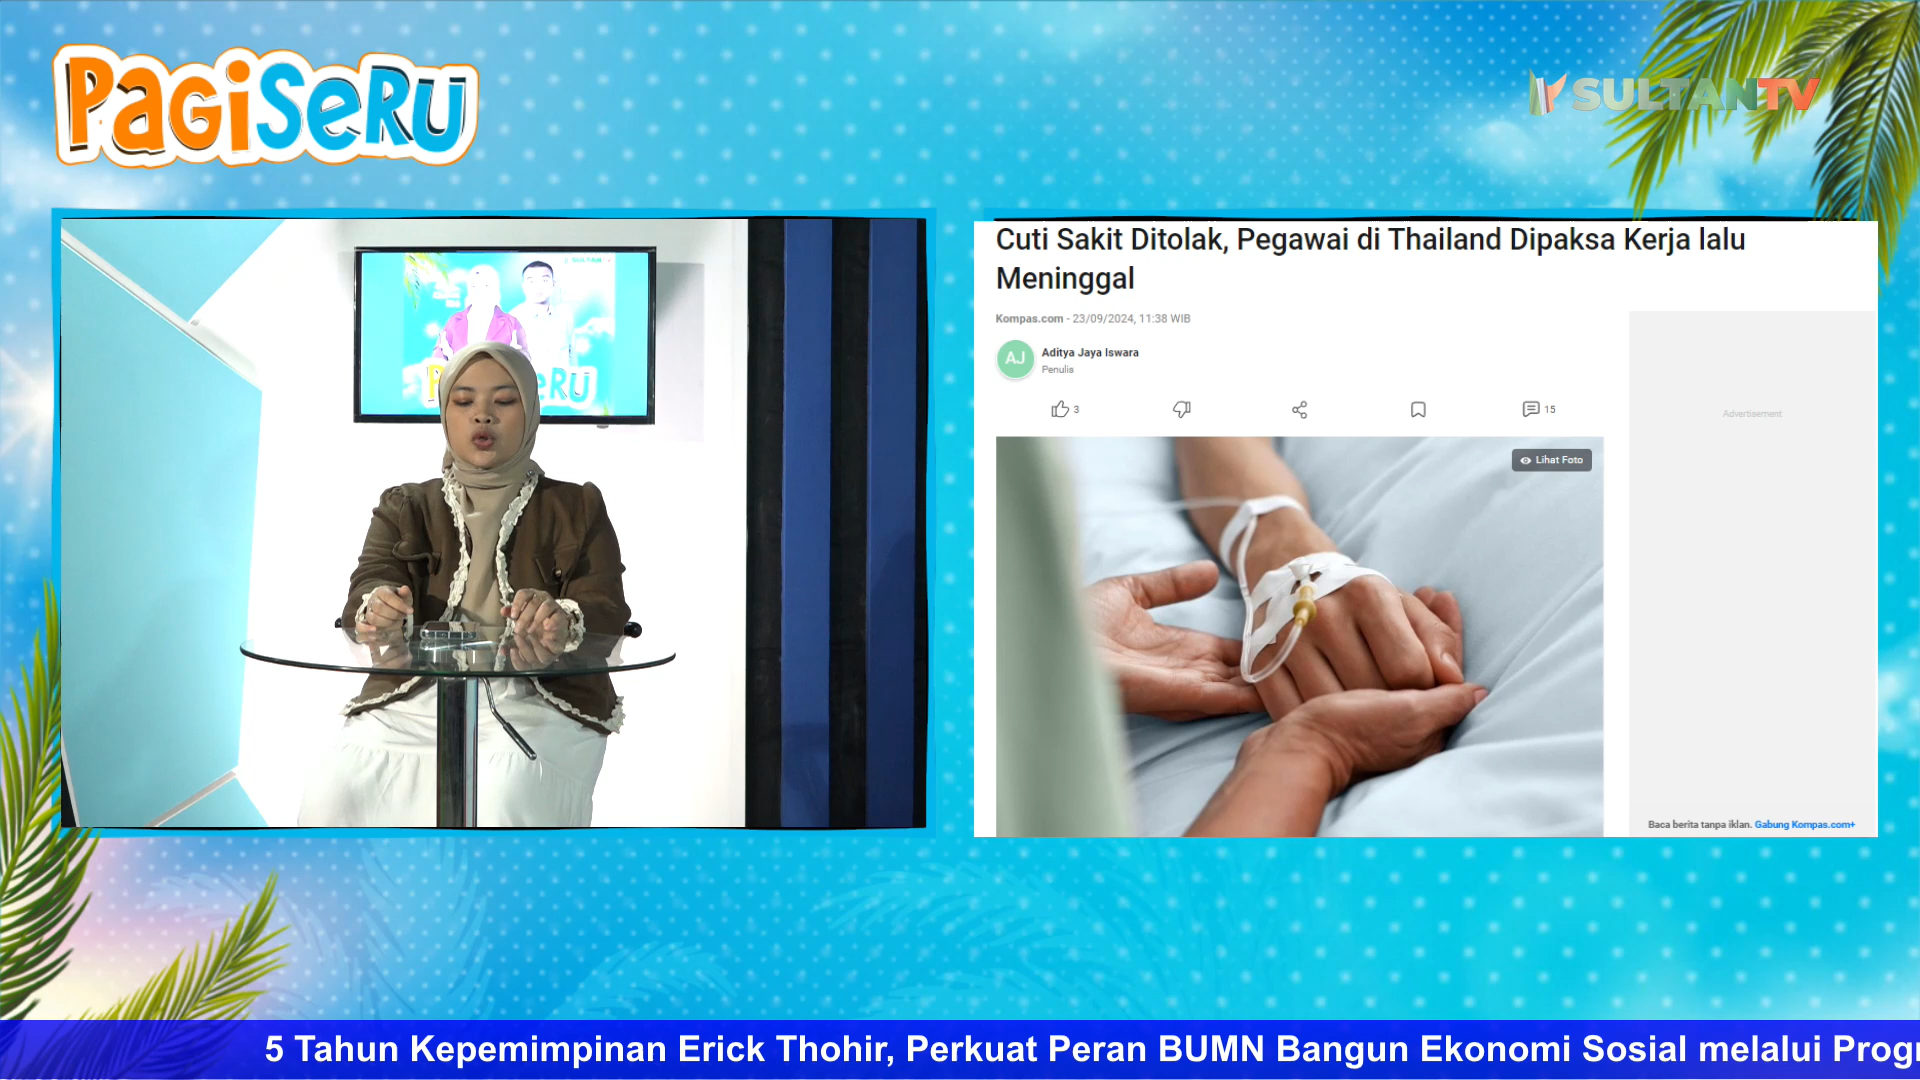 PAGiSeRU
SULTANTV
SULTANTV
eRU
Cuti Sakit Ditolak, Pegawai di Thailand Dipaksa Kerja lalu
Meninggal
Kompas.com - 23/09/2024, 11:38 WIB
AJ
Aditya Jaya Iswara
Penulis
3
15
Lihat Foto
Advertisement
Baca berita tanpa iklan. Gabung Kompas.com+
5 Tahun Kepemimpinan Erick Thohir, Perkuat Peran BUMN Bangun Ekonomi Sosial melalui Progr